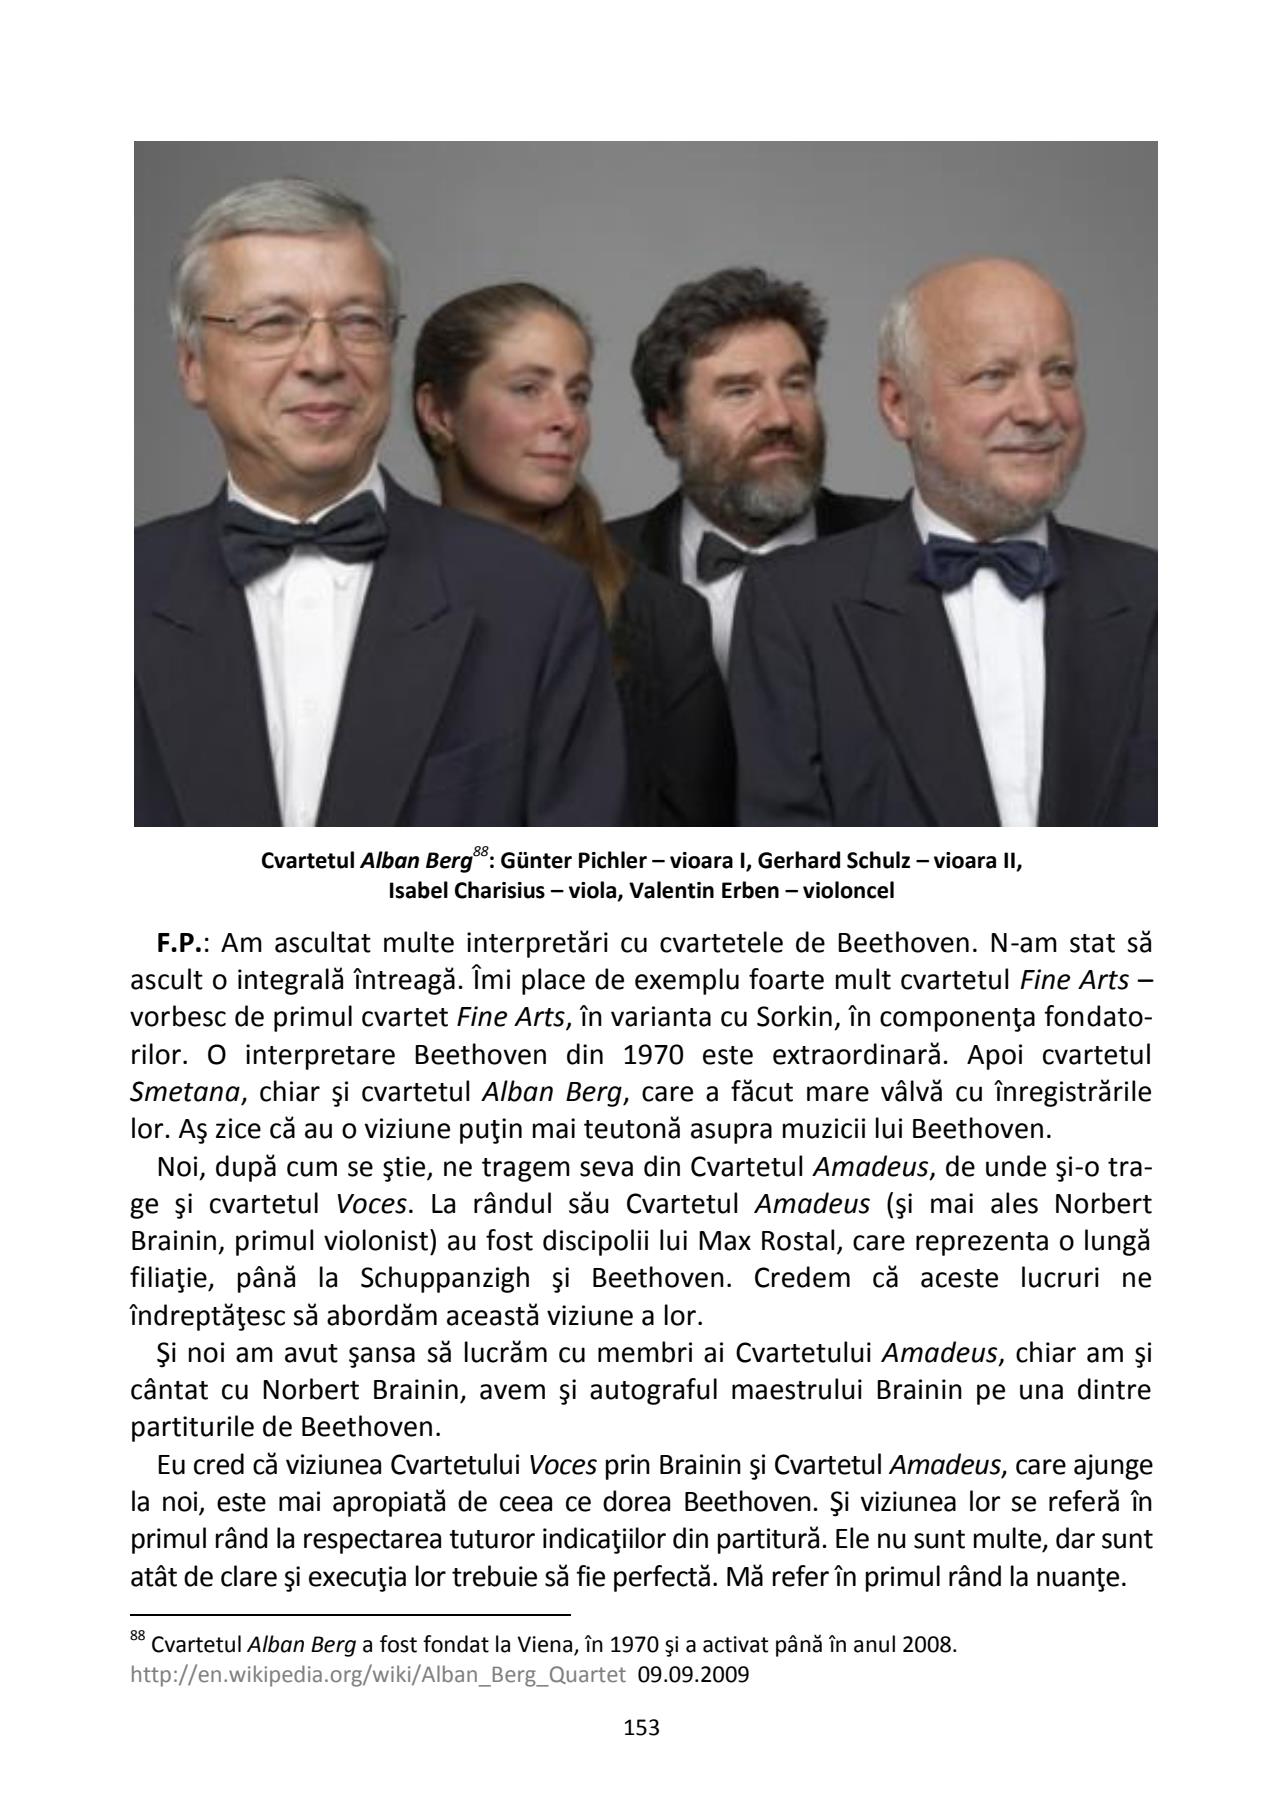 Cvartetul Alban Berg88: Günter Pichler – vioara I, Gerhard Schulz – vioara II,
Isabel Charisius – viola, Valentin Erben – violoncel
F.P.: Am ascultat multe interpretări cu cvartetele de Beethoven. N-am stat să
ascult o integrală întreagă. Îmi place de exemplu foarte mult cvartetul Fine Arts –
vorbesc de primul cvartet Fine Arts, în varianta cu Sorkin, în componenţa fondato-
rilor. O interpretare Beethoven din 1970 este extraordinară. Apoi cvartetul
Smetana, chiar şi cvartetul Alban Berg, care a făcut mare vâlvă cu înregistrările
lor. Aş zice că au o viziune puţin mai teutonă asupra muzicii lui Beethoven.
Noi, după cum se ştie, ne tragem seva din Cvartetul Amadeus, de unde şi-o tra-
ge şi cvartetul Voces. La rândul său Cvartetul Amadeus (şi mai ales Norbert
Brainin, primul violonist) au fost discipolii lui Max Rostal, care reprezenta o lungă
filiaţie, până la Schuppanzigh şi Beethoven. Credem că aceste lucruri ne
îndreptăţesc să abordăm această viziune a lor.
Şi noi am avut şansa să lucrăm cu membri ai Cvartetului Amadeus, chiar am şi
cântat cu Norbert Brainin, avem şi autograful maestrului Brainin pe una dintre
partiturile de Beethoven.
Eu cred că viziunea Cvartetului Voces prin Brainin şi Cvartetul Amadeus, care ajunge
la noi, este mai apropiată de ceea ce dorea Beethoven. Şi viziunea lor se referă în
primul rând la respectarea tuturor indicaţiilor din partitură. Ele nu sunt multe, dar sunt
atât de clare şi execuţia lor trebuie să fie perfectă. Mă refer în primul rând la nuanţe.
88 Cvartetul Alban Berg a fost fondat la Viena, în 1970 şi a activat până în anul 2008.
http://en.wikipedia.org/wiki/Alban_Berg_Quartet 09.09.2009
153